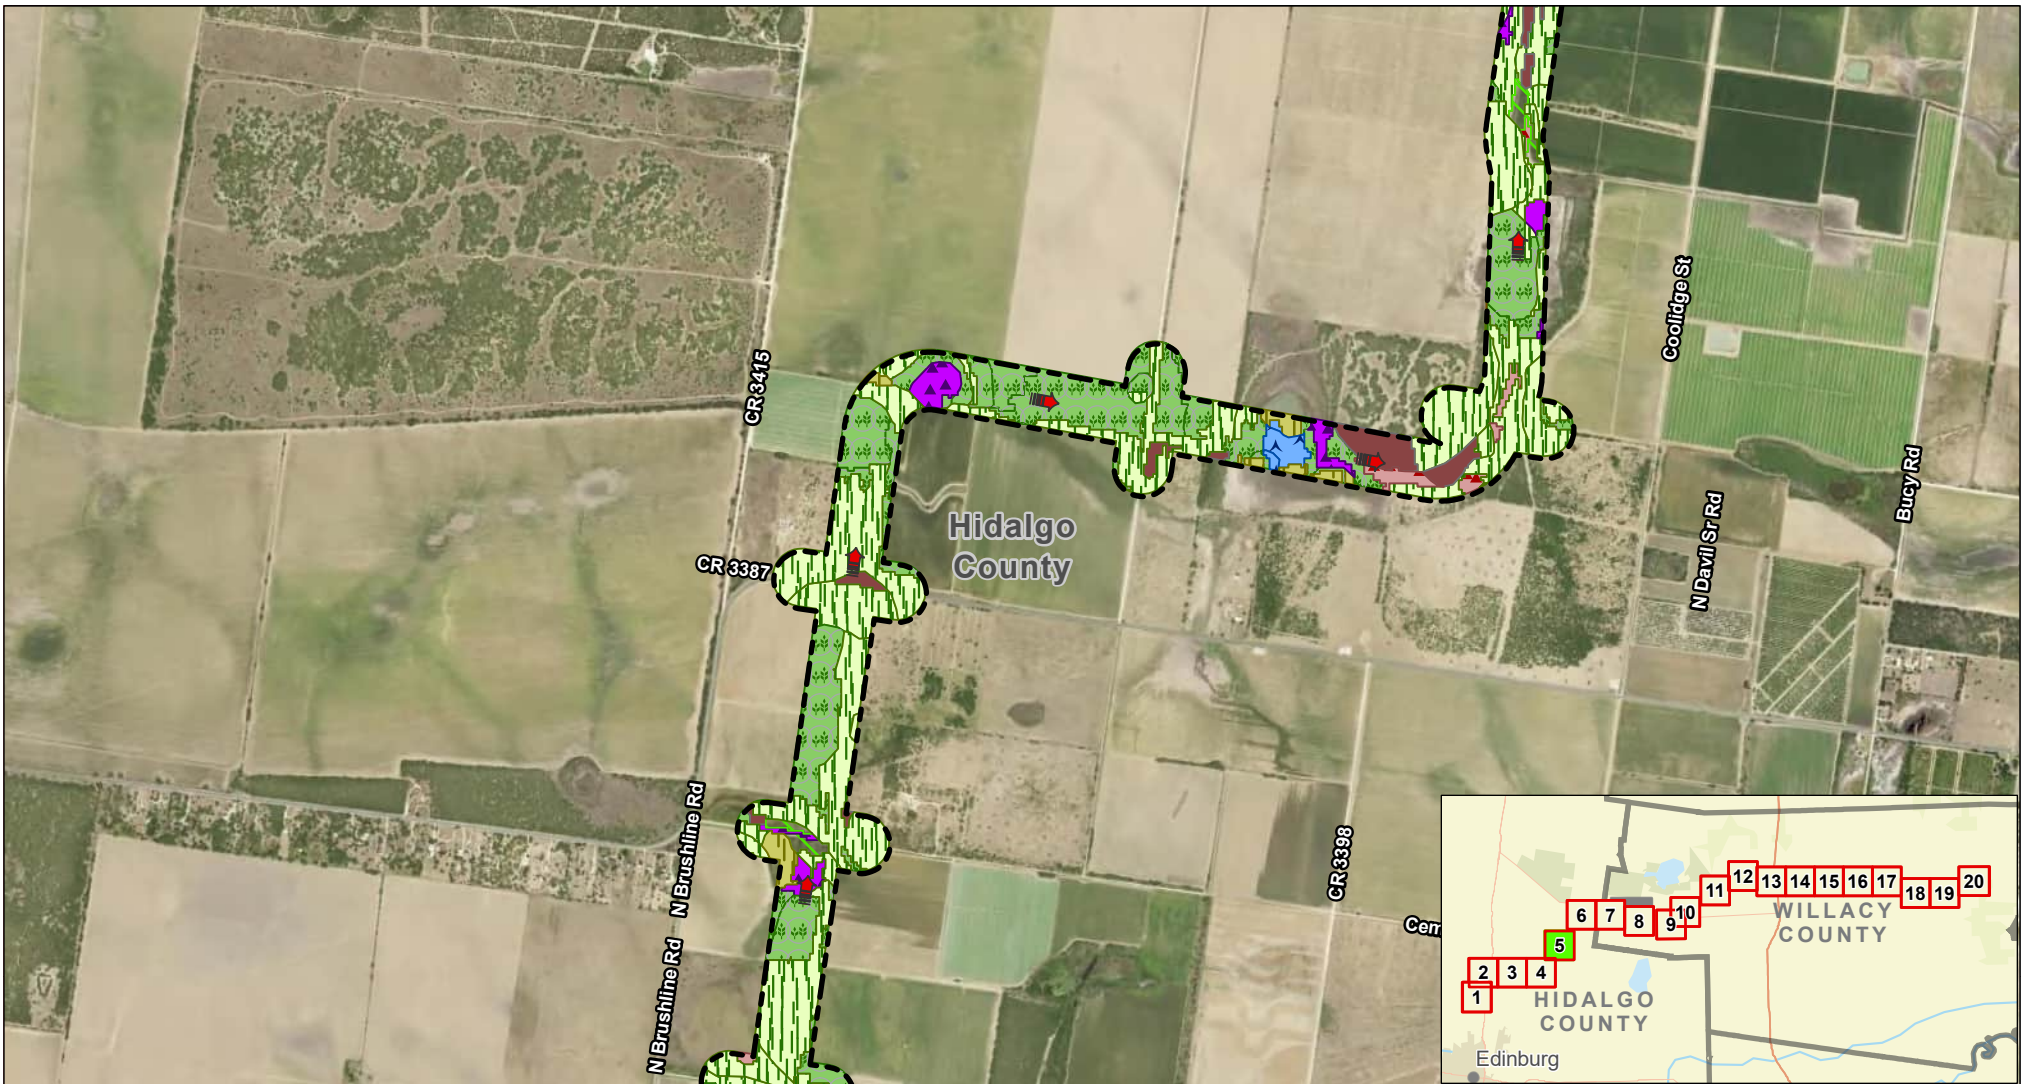 CR 3415
Coolidge St
Hidalgo
County
CR 3387
Bucy Rd
N Davil Sr Rd
N Brushline Rd
CR 3398
N Brushline Rd
Cem
1
2
3
4
5
6
7
8
9
10
11
12
13
14
15
16
17
18
19
20
WILLACY
COUNTY
HIDALGO
COUNTY
Edinburg